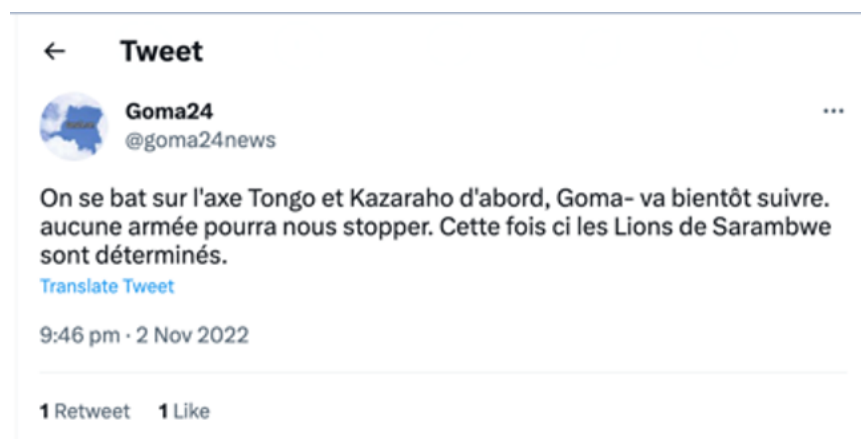 ← Tweet
Goma24
@goma24news
On se bat sur l'axe Tongo et Kazaraho d'abord, Goma- va bientôt suivre.
aucune armée pourra nous stopper. Cette fois ci les Lions de Sarambwe
sont déterminés.
Translate Tweet
9:46 pm · 2 Nov 2022
1 Retweet 1 Like